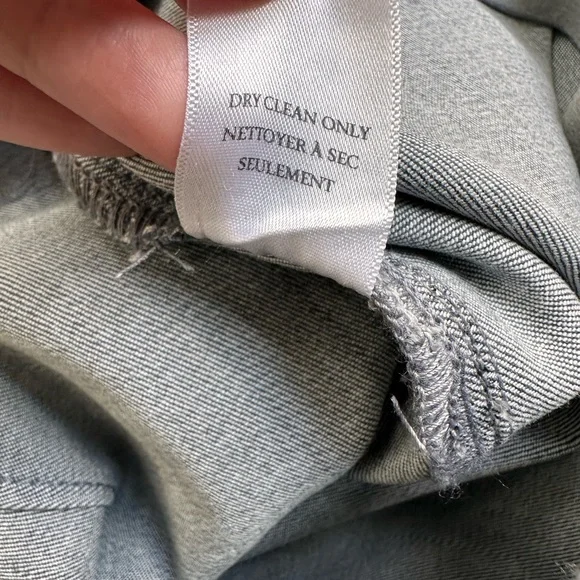 DRY CLEAN ONLY
NETTOYER À SEC
SEULEMENT